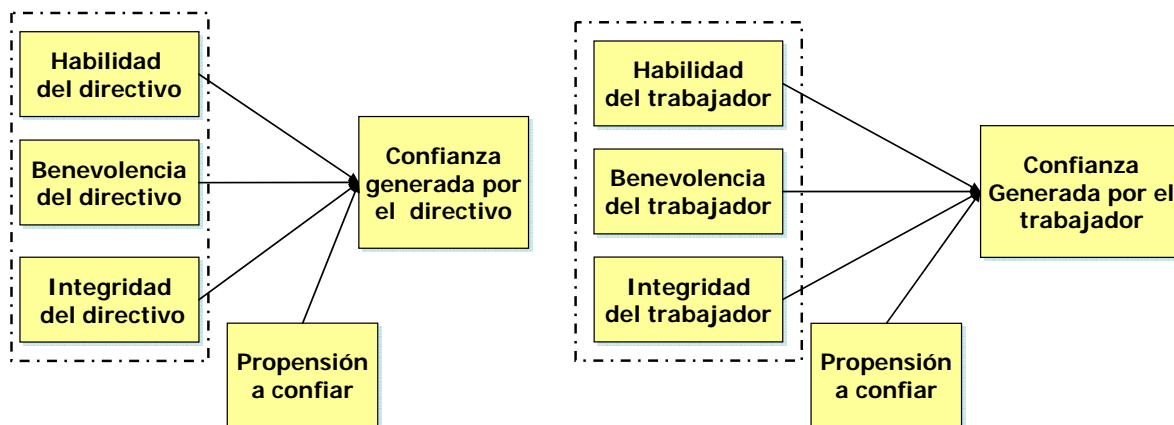 Habilidad
del directivo
Benevolencia
del directivo
Integridad
del directivo
Confianza
generada por
el directivo
Propensión
a confiar
Habilidad
del trabajador
Benevolencia
del trabajador
Integridad
del trabajador
Confianza
Generada por el
trabajador
Propensión
a confiar